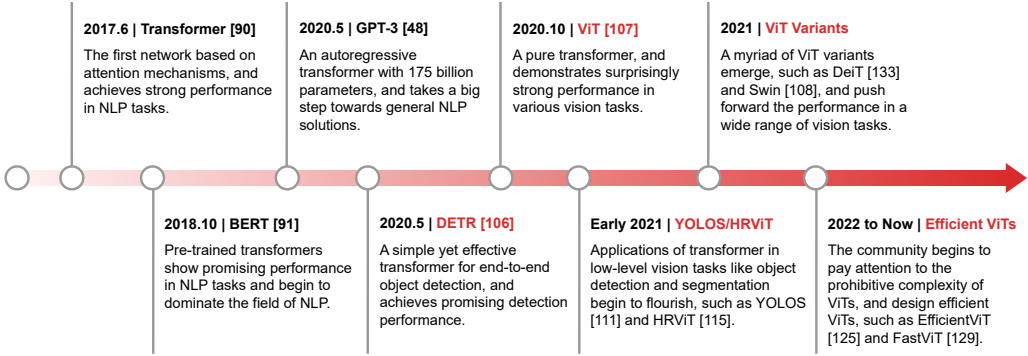 2017.6 | Transformer [90]
The first network based on
attention mechanisms, and
achieves strong performance
in NLP tasks.
2020.5 | GPT-3 [48]
An autoregressive
transformer with 175 billion
parameters, and takes a big
step towards general NLP
solutions.
2020.10 | ViT [107]
A pure transformer, and
demonstrates surprisingly
strong performance in
various vision tasks.
2021 | ViT Variants
A myriad of ViT variants
emerge, such as DeiT [133]
and Swin [108], and push
forward the performance in a
wide range of vision tasks.
2018.10 | BERT [91]
Pre-trained transformers
show promising performance
in NLP tasks and begin to
dominate the field of NLP.
2020.5 | DETR [106]
A simple yet effective
transformer for end-to-end
object detection, and
achieves promising detection
performance.
Early 2021 | YOLOS/HRViT
Applications of transformer in
low-level vision tasks like object
detection and segmentation
begin to flourish, such as YOLOS
[111] and HRViT [115].
2022 to Now | Efficient ViTs
The community begins to
pay attention to the
prohibitive complexity of
ViTs, and design efficient
ViTs, such as EfficientViT
[125] and FastViT [129].